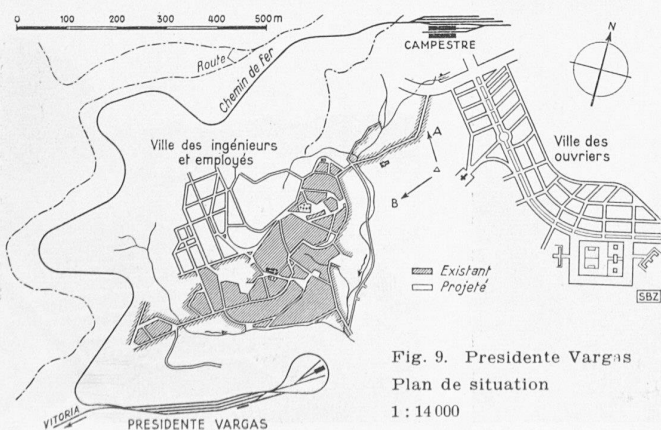 0 100 200 300 400 500 m
CAMPESTRE
N
Route
Chemin de Fer
Ville des ingénieurs
et employés
Ville des
ouvriers
A
B
Existant
Projeté
SBZ
Fig. 9. Presidente Vargas
Plan de situation
1 : 14 000
VITORIA
PRESIDENTE VARGAS